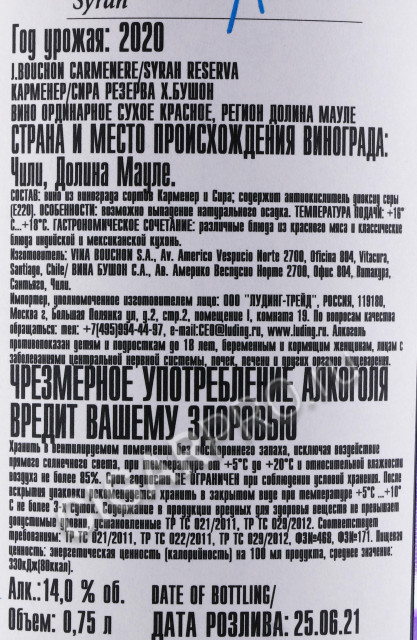 Syrah
Год урожая: 2020
J.BOUCHON CARMENERE/SYRAH RESERVA
КАРМЕНЕР/СИРА РЕЗЕРВА Х.БУШОН
ВИНО ОРДИНАРНОЕ СУХОЕ КРАСНОЕ, РЕГИОН ДОЛИНА МАУЛЕ
СТРАНА И МЕСТО ПРОИСХОЖДЕНИЯ ВИНОГРАДА:
Чили, Долина Мауле.
СОСТАВ: вино из винограда сортов Карменер и Сира; содержит антиокислитель диоксид серы
(Е220). ОСОБЕННОСТИ: возможно выпадение натурального осадка. ТЕМПЕРАТУРА ПОДАЧИ: +16°
С...+18°С. ГАСТРОНОМИЧЕСКОЕ СОЧЕТАНИЕ: различные блюда из красного мяса и классические
блюда индийской и мексиканской кухонь.
Изготовитель: VINA BOUCHON S.A., Av. Americo Vespucio Norte 2700, Oficina 804, Vitacura,
Santiago, Chile/ ВИНА БУШОН С.А., Ав. Америко Веспусио Норте 2700, Офис 804, Витакура,
Сантьяго, Чили.
Импортер, уполномоченное изготовителем лицо: ООО "ЛУДИНГ-ТРЕЙД", РОССИЯ, 119180,
Москва г, Большая Полянка ул, д.2, стр.2, помещение I, комната 19. По вопросам качества
обращаться: тел: +7(495)994-44-97, e-mail:CEO@luding.ru, www.luding.ru. Алкоголь
противопоказан детям и подросткам до 18 лет, беременным и кормящим женщинам, лицам с
заболеваниями центральной нервной системы, почек, печени и других органов пищеварения.
ЧРЕЗМЕРНОЕ УПОТРЕБЛЕНИЕ АЛКОГОЛЯ
ВРЕДИТ ВАШЕМУ ЗДОРОВЬЮ
Хранить в вентилируемом помещении без постороннего запаха, исключая воздействие
прямого солнечного света, при температуре от +5°С до +20°С и относительной влажности
воздуха не более 85%. НЕ ОГРАНИЧЕН при соблюдении условий хранения. После
вскрытия упаковки хранить в закрытом виде при температуре +5°С ...+10°
С не более 3-х суток. в продукции вредных для здоровья веществ не превышает
допустимые установленные ТР ТС 021/2011, ТР ТС 029/2012. Соответствует
требованиям: ТР ТС 021/2011, ТР ТС 022/2011, ТР ТС 029/2012, ФЗ№468, ФЗ№171. Пищевая
ценность: энергетическая ценность (калорийность) на 100 мл продукта, среднее значение:
330кДж(80ккал).
Алк.:14,0 % об.
DATE OF BOTTLING/
Объем: 0,75 л
ДАТА РОЗЛИВА: 25.06.21